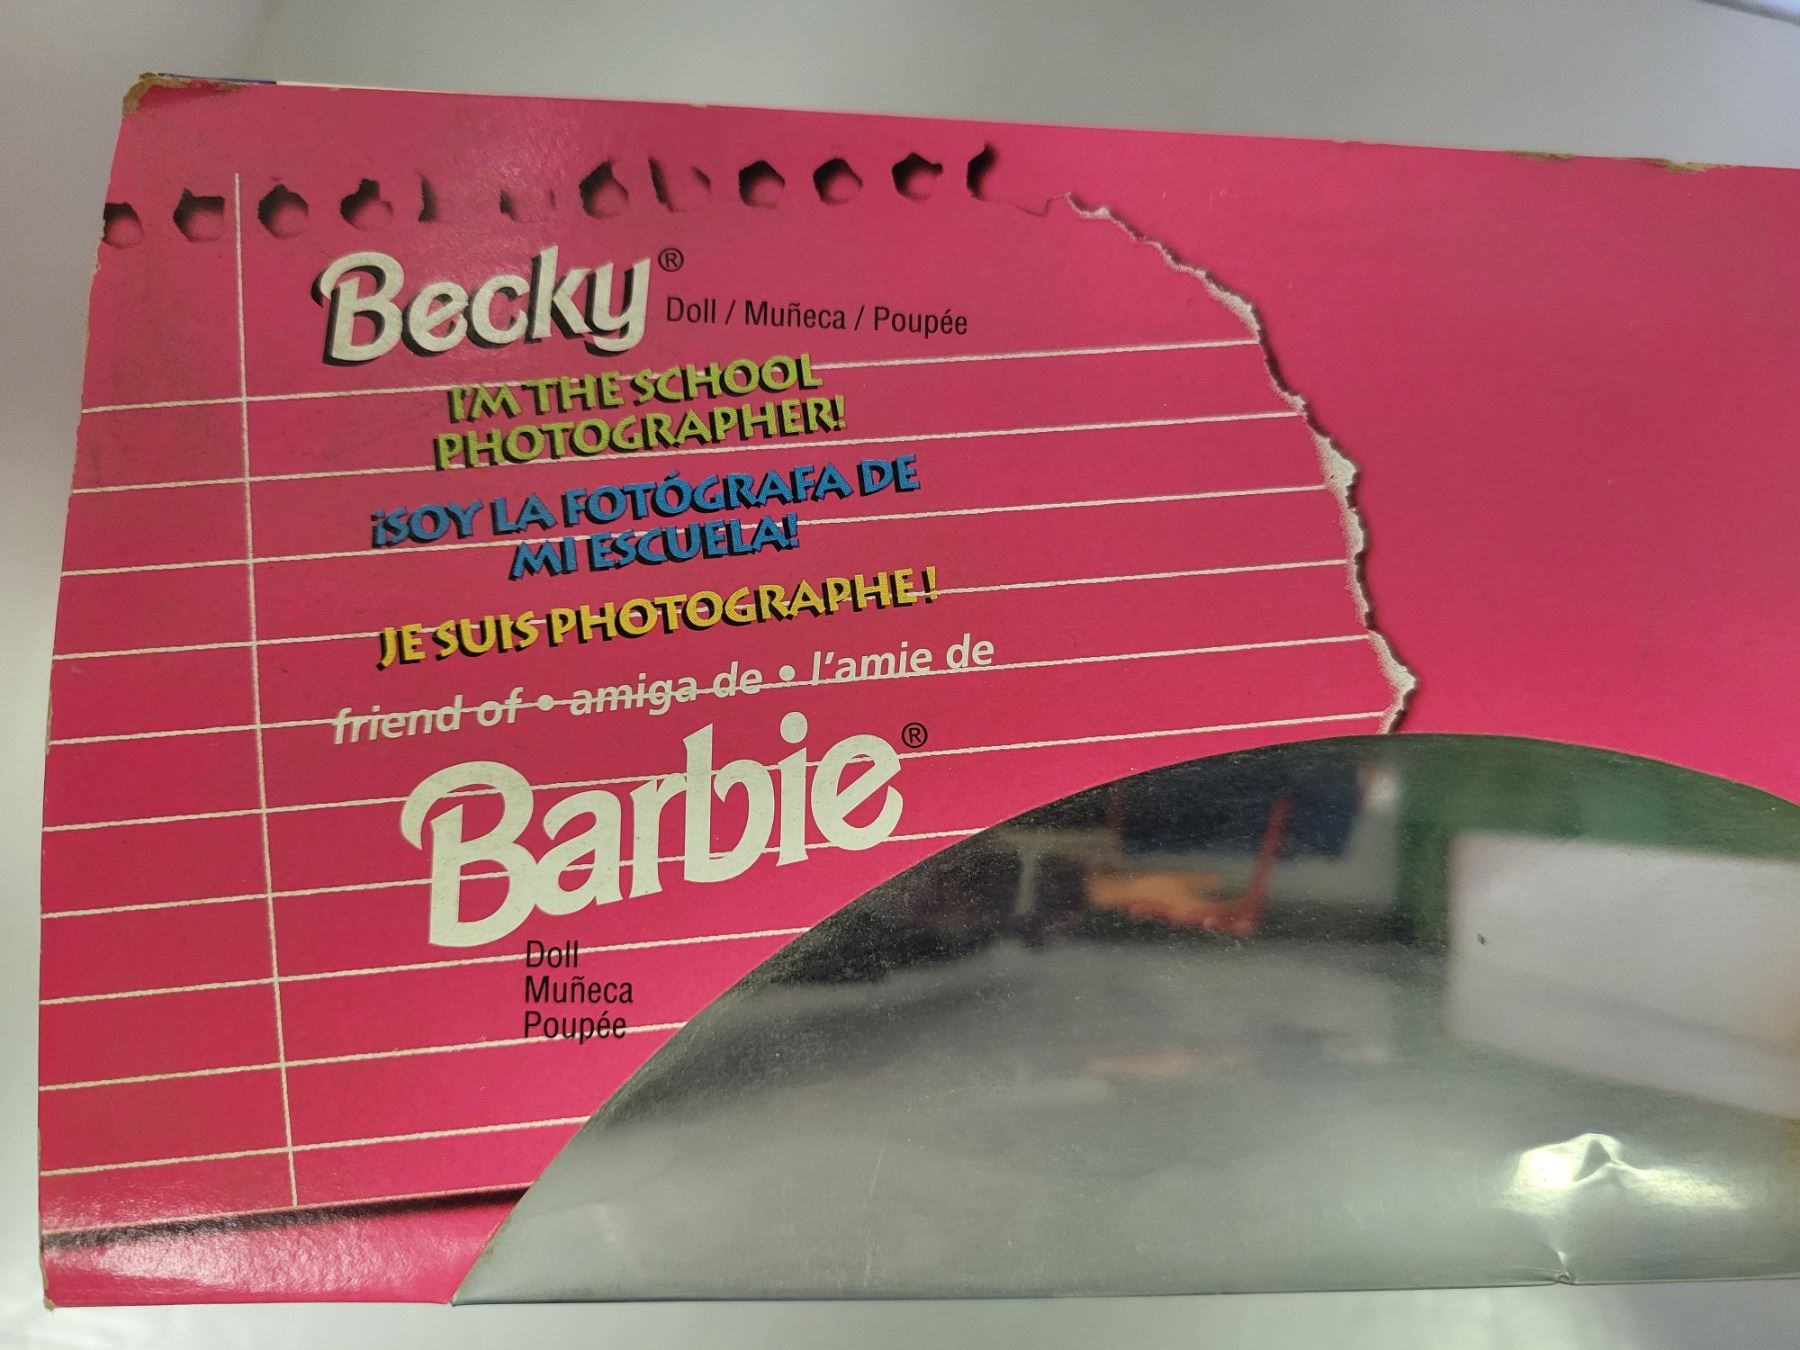 Becky®
Doll / Muñeca / Poupée
I'M THE SCHOOL
PHOTOGRAPHER!
¡SOY LA FOTÓGRAFA DE
MI ESCUELA!
JE SUIS PHOTOGRAPHE!
friend of • amiga de • l'amie de
Barbie®
Doll
Muñeca
Poupée